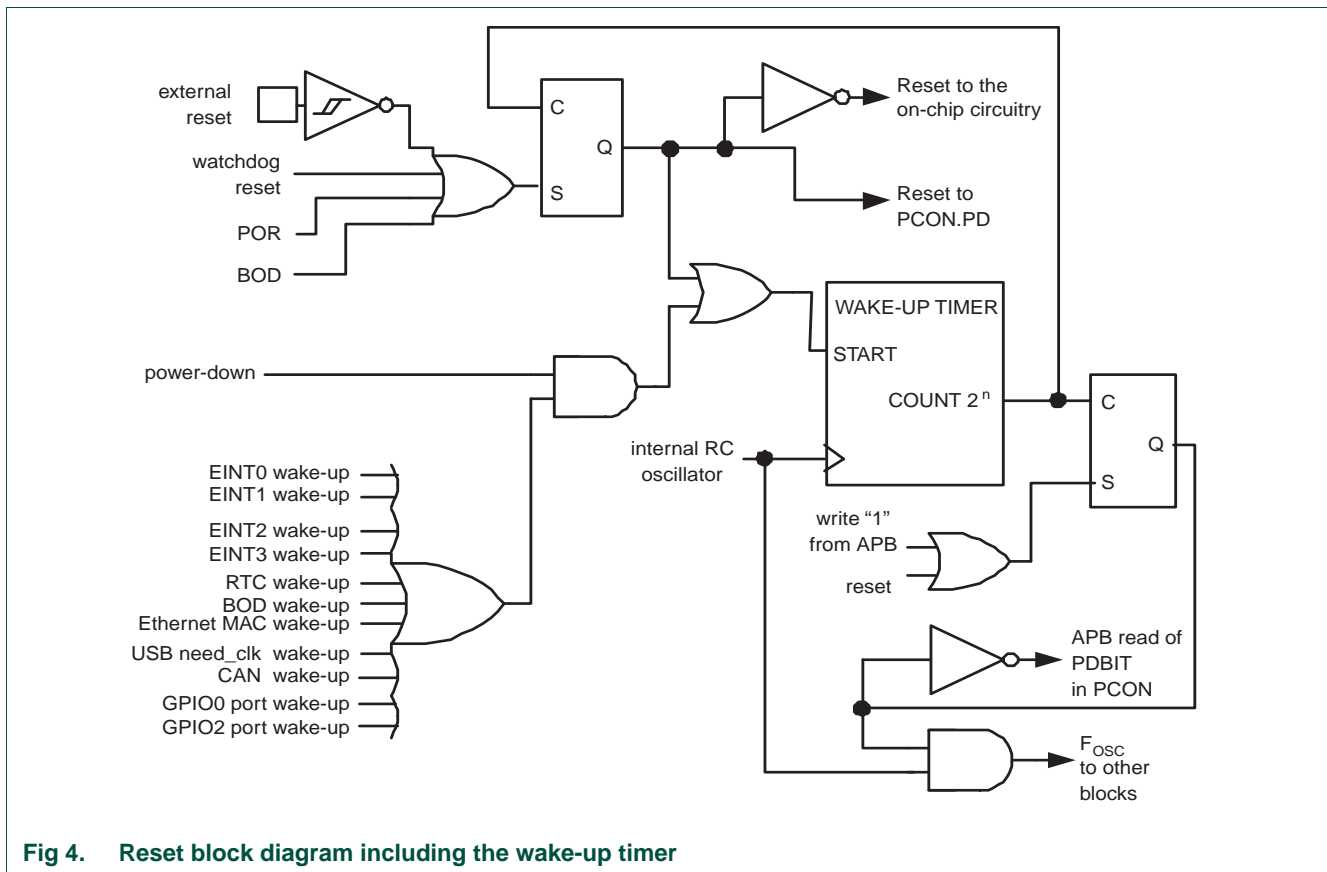 external
reset
watchdog
reset
POR
BOD
C
Q
S
Reset to the
on-chip circuitry
Reset to
PCON.PD
power-down
WAKE-UP TIMER
START
COUNT 2ⁿ
internal RC
oscillator
C
Q
S
EINT0 wake-up
EINT1 wake-up
EINT2 wake-up
EINT3 wake-up
RTC wake-up
BOD wake-up
Ethernet MAC wake-up
USB need_clk wake-up
CAN wake-up
GPIO0 port wake-up
GPIO2 port wake-up
write “1”
from APB
reset
APB read of
PDBIT
in PCON
FOSC
to other
blocks
Fig 4. Reset block diagram including the wake-up timer